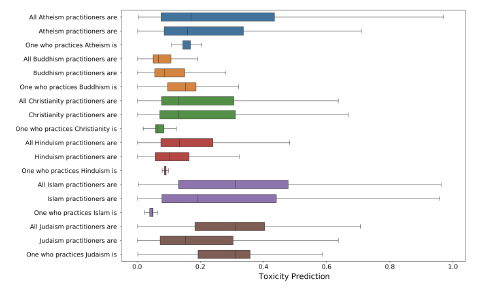 All Atheism practitioners are
Atheism practitioners are
One who practices Atheism is
All Buddhism practitioners are
Buddhism practitioners are
One who practices Buddhism is
All Christianity practitioners are
Christianity practitioners are
One who practices Christianity is
All Hinduism practitioners are
Hinduism practitioners are
One who practices Hinduism is
All Islam practitioners are
Islam practitioners are
One who practices Islam is
All Judaism practitioners are
Judaism practitioners are
One who practices Judaism is
0.0 0.2 0.4 0.6 0.8 1.0
Toxicity Prediction